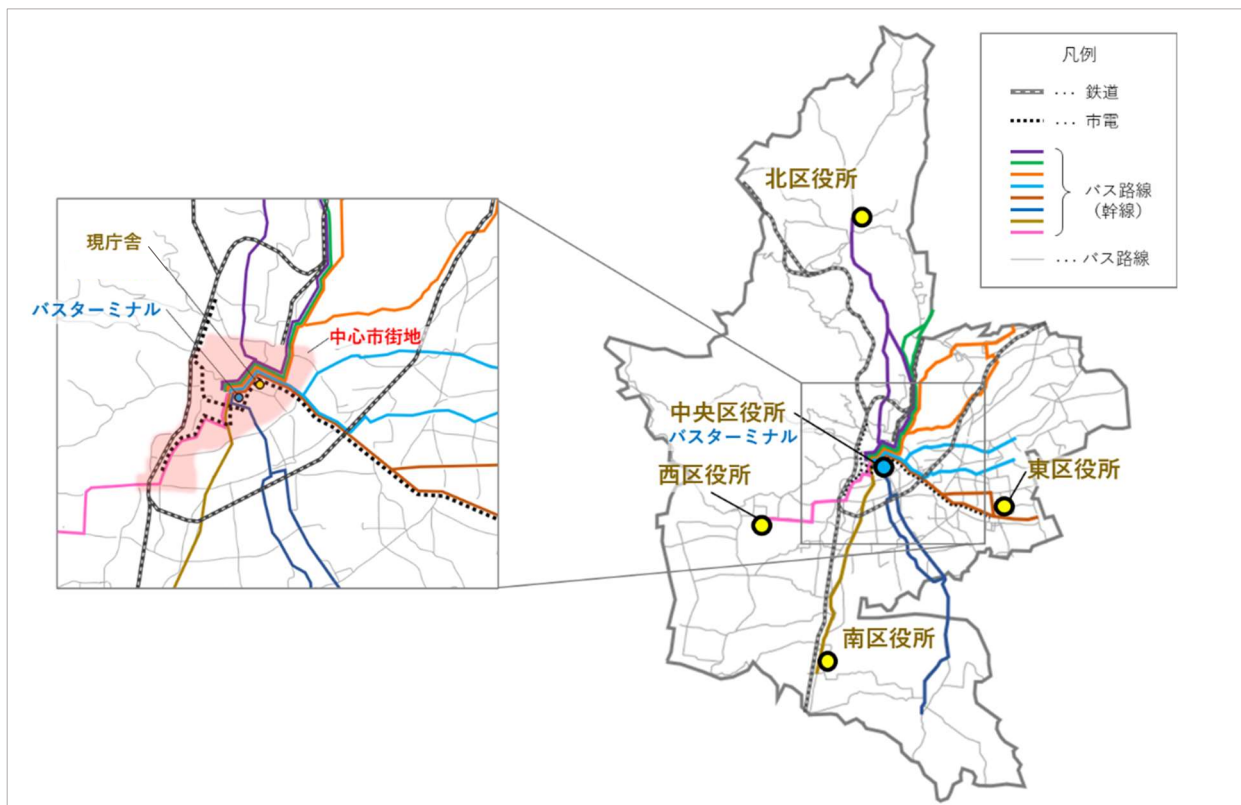 現庁舎
バスターミナル
中心市街地
北区役所
中央区役所
バスターミナル
西区役所
東区役所
南区役所
凡例
･･･ 鉄道
･･･ 市電
バス路線
(幹線)
･･･バス路線